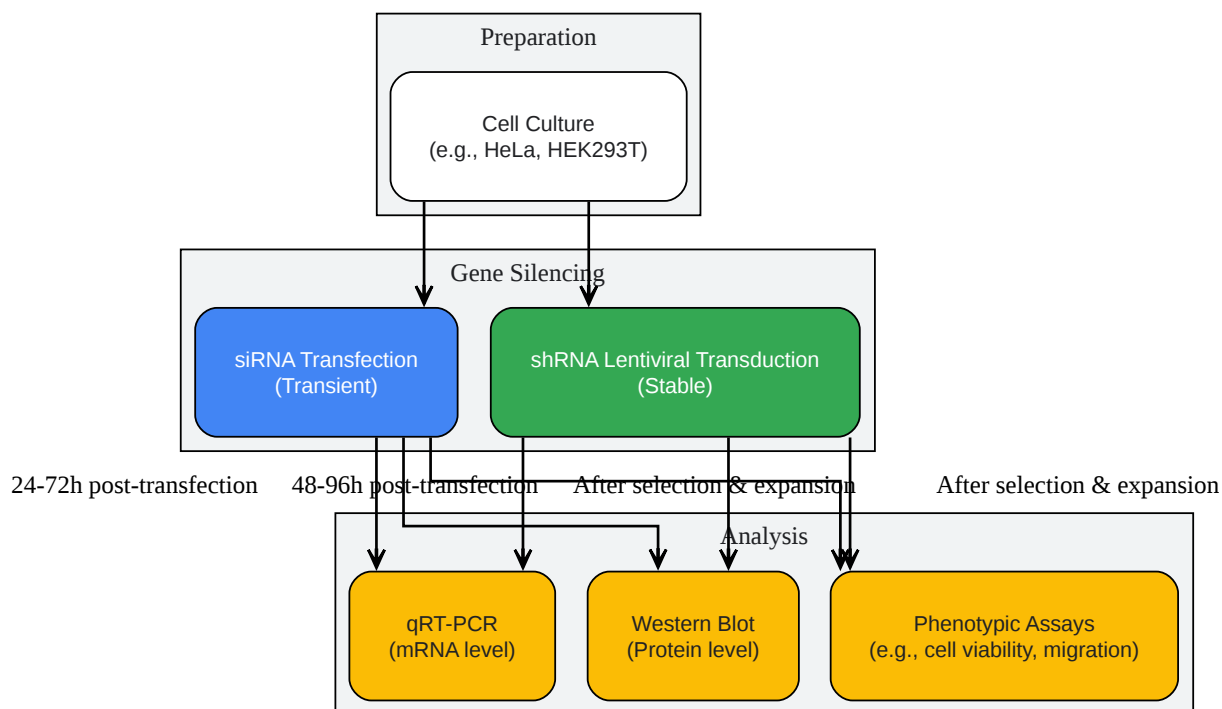 Preparation
Cell Culture
(e.g., HeLa, HEK293T)
Gene Silencing
siRNA Transfection
(Transient)
shRNA Lentiviral Transduction
(Stable)
24-72h post-transfection
48-96h post-transfection
After selection & expansion
After selection & expansion
Analysis
qRT-PCR
(mRNA level)
Western Blot
(Protein level)
Phenotypic Assays
(e.g., cell viability, migration)